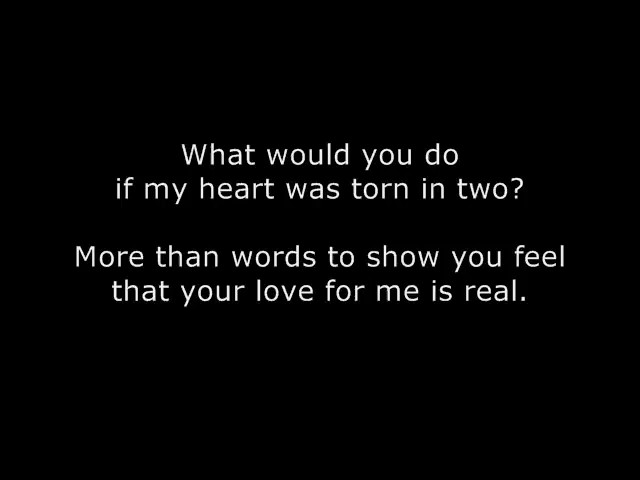 What would you do
if my heart was torn in two?
More than words to show you feel
that your love for me is real.